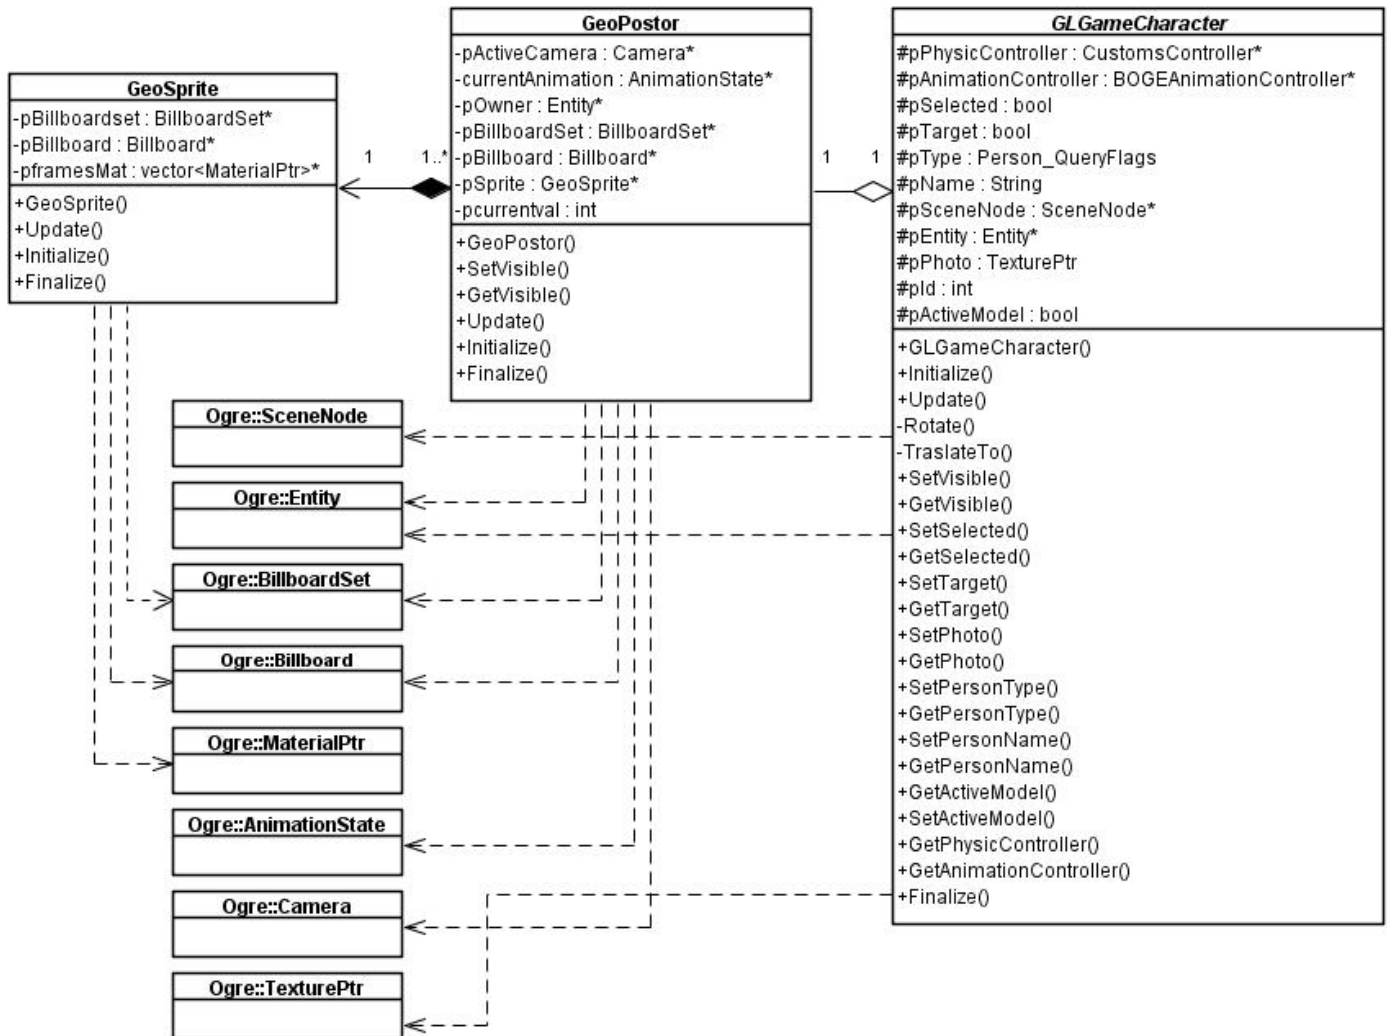 GeoSprite
-pBillboardset : BillboardSet*
-pBillboard : Billboard*
-pframesMat : vector<MaterialPtr>*
+GeoSprite()
+Update()
+Initialize()
+Finalize()
1
1..*
GeoPostor
-pActiveCamera : Camera*
-currentAnimation : AnimationState*
-pOwner : Entity*
-pBillboardSet : BillboardSet*
-pBillboard : Billboard*
-pSprite : GeoSprite*
-pcurrentval : int
+GeoPostor()
+SetVisible()
+GetVisible()
+Update()
+Initialize()
+Finalize()
1
1
GLGameCharacter
#pPhysicController : CustomsController*
#pAnimationController : BOGEAnimationController*
#pSelected : bool
#pTarget : bool
#pType : Person_QueryFlags
#pName : String
#pSceneNode : SceneNode*
#pEntity : Entity*
#pPhoto : TexturePtr
#pId : int
#pActiveModel : bool
+GLGameCharacter()
+Initialize()
+Update()
-Rotate()
-TraslateTo()
+SetVisible()
+GetVisible()
+SetSelected()
+GetSelected()
+SetTarget()
+GetTarget()
+SetPhoto()
+GetPhoto()
+SetPersonType()
+GetPersonType()
+SetPersonName()
+GetPersonName()
+GetActiveModel()
+SetActiveModel()
+GetPhysicController()
+GetAnimationController()
+Finalize()
Ogre::SceneNode
Ogre::Entity
Ogre::BillboardSet
Ogre::Billboard
Ogre::MaterialPtr
Ogre::AnimationState
Ogre::Camera
Ogre::TexturePtr